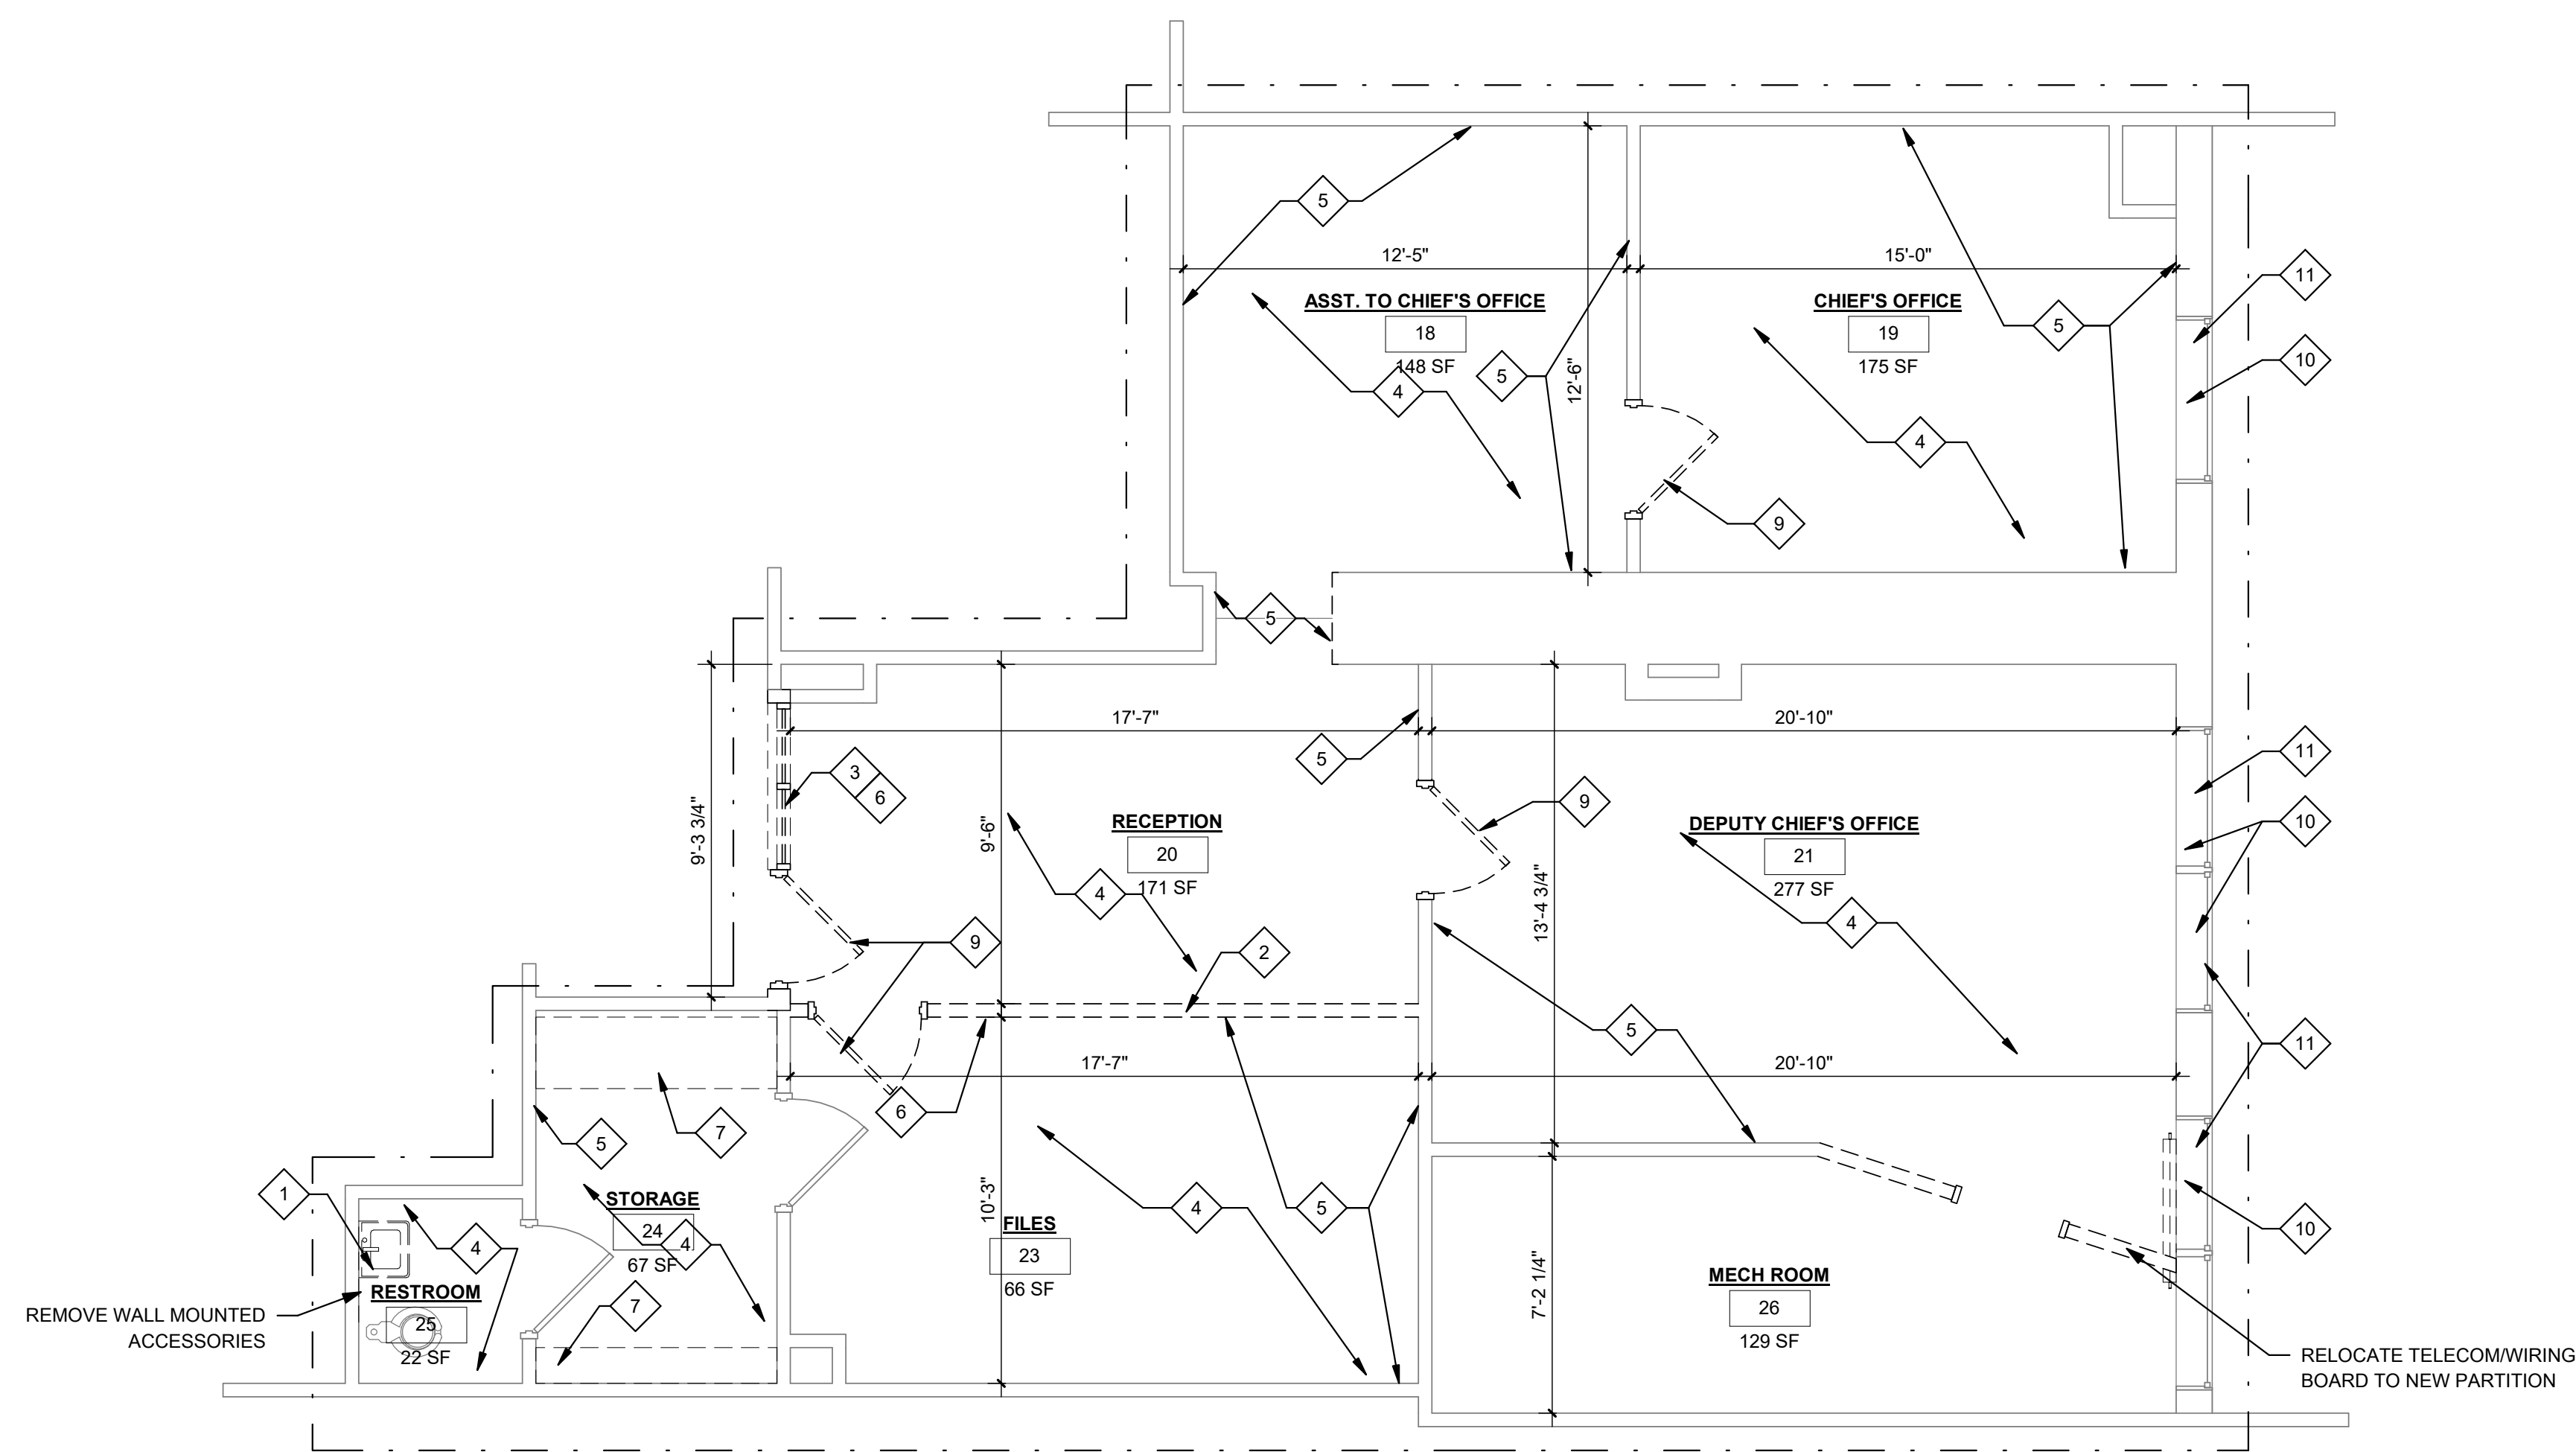 5
12'-5"
15'-0"
11
ASST. TO CHIEF'S OFFICE
18
148 SF
CHIEF'S OFFICE
19
175 SF
5
10
5
12'-6"
4
4
9
5
17'-7"
20'-10"
5
11
3
6
9'-3 3/4"
9'-6"
RECEPTION
20
171 SF
9
DEPUTY CHIEF'S OFFICE
21
277 SF
10
4
13'-4 3/4"
4
9
2
5
11
17'-7"
20'-10"
6
5
7
1
STORAGE
24
67 SF
4
4
10'-3"
FILES
23
66 SF
4
5
10
RESTROOM
25
22 SF
7
7'-2 1/4"
MECH ROOM
26
129 SF
REMOVE WALL MOUNTED
ACCESSORIES
RELOCATE TELECOM/WIRING
BOARD TO NEW PARTITION